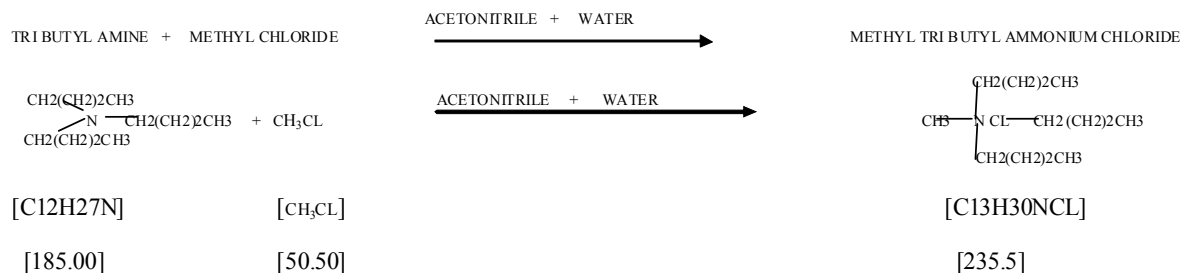 ACETONITRILE + WATER
TRI BUTYL AMINE + METHYL CHLORIDE METHYL TRI BUTYL AMMONIUM CHLORIDE
CH2(CH2)2CH3 CH2(CH2)2CH3
ACETONITRILE + WATER
N CH2(CH2)2CH3 + CH3CL CH3 N CL CH2 (CH2)2CH3
CH2(CH2)2CH3
CH2(CH2)2CH3
[C12H27N] [CH3CL] [C13H30NCL]
[185.00] [50.50] [235.5]